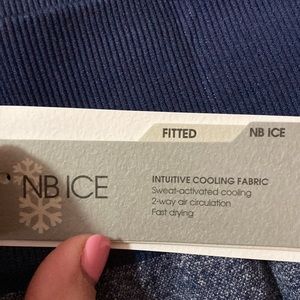 FITTED NB ICE
NB ICE
INTUITIVE COOLING FABRIC
Sweat-activated cooling
2-way air circulation
Fast drying